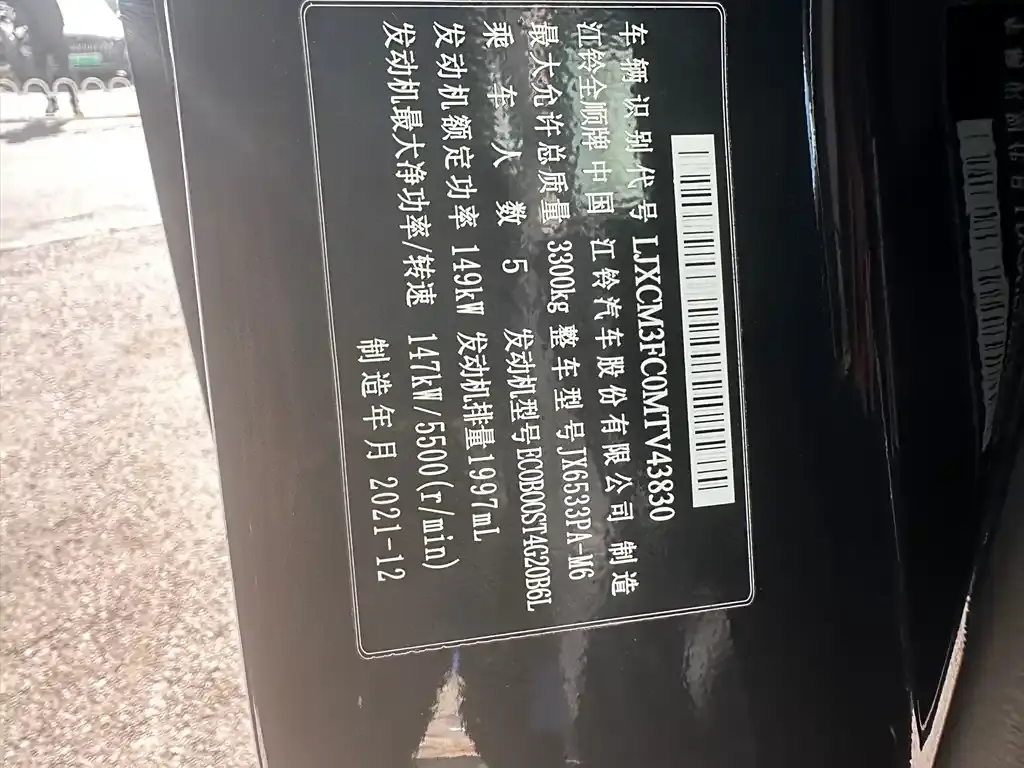 车辆识别代号 LJXCM3FC0MTV43830
江铃全顺牌 中国 江铃汽车股份有限公司 制造
最大允许总质量 3300kg 整车型号 JX6533PA-M6
乘车人数 5 发动机型号 ECOBOOST4G20B6L
发动机额定功率 149kW 发动机排量 1997mL
发动机最大净功率/转速 147kW/5500(r/min)
制造年月 2021-12